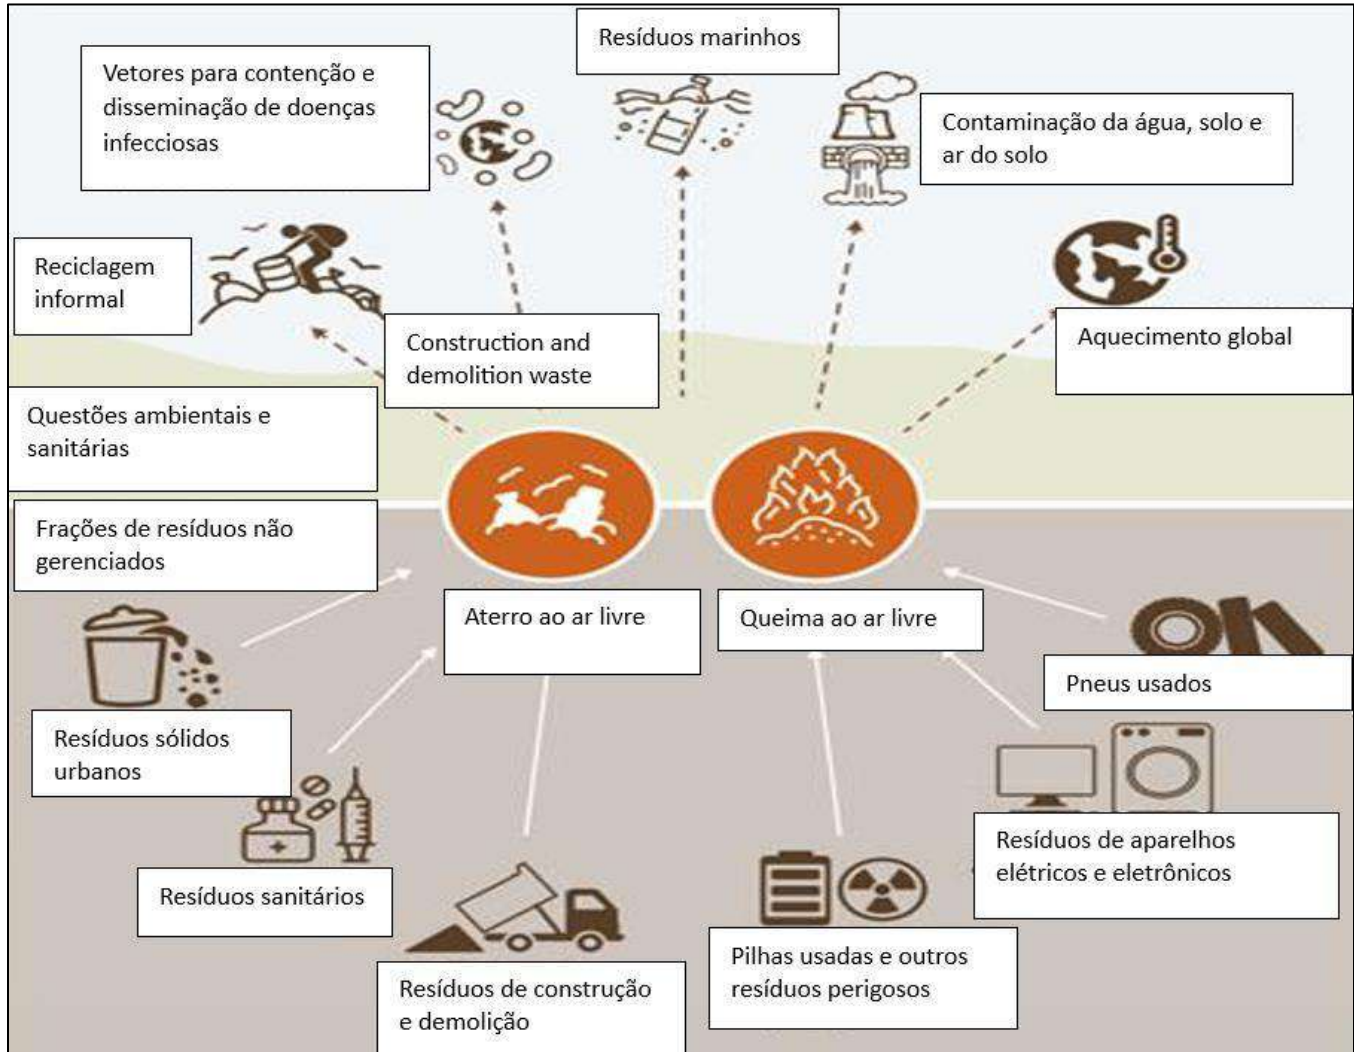 Resíduos marinhos
Vetores para contenção e
disseminação de doenças
infecciosas
Contaminação da água, solo e
ar do solo
Reciclagem
informal
Construction and
demolition waste
Aquecimento global
Questões ambientais e
sanitárias
Frações de resíduos não
gerenciados
Aterro ao ar livre
Queima ao ar livre
Pneus usados
Resíduos sólidos
urbanos
Resíduos de aparelhos
elétricos e eletrônicos
Resíduos sanitários
Pilhas usadas e outros
resíduos perigosos
Resíduos de construção
e demolição